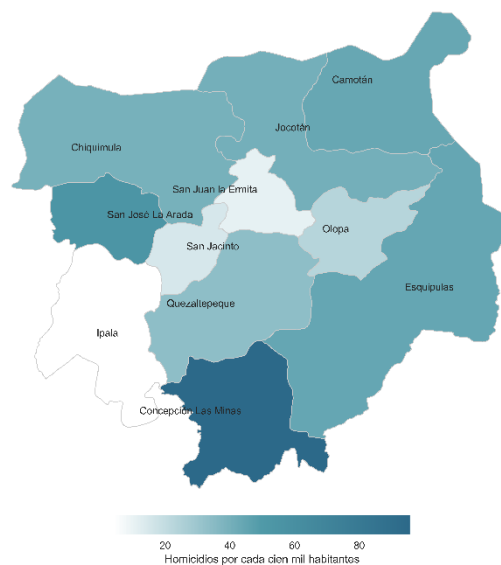 Camotán
Jocotán
Chiquimula
San Juan la Ermita
San José La Arada
Olopa
San Jacinto
Esquipulas
Quezaltepeque
Ipala
Concepción Las Minas
20 40 60 80
Homicidios por cada cien mil habitantes